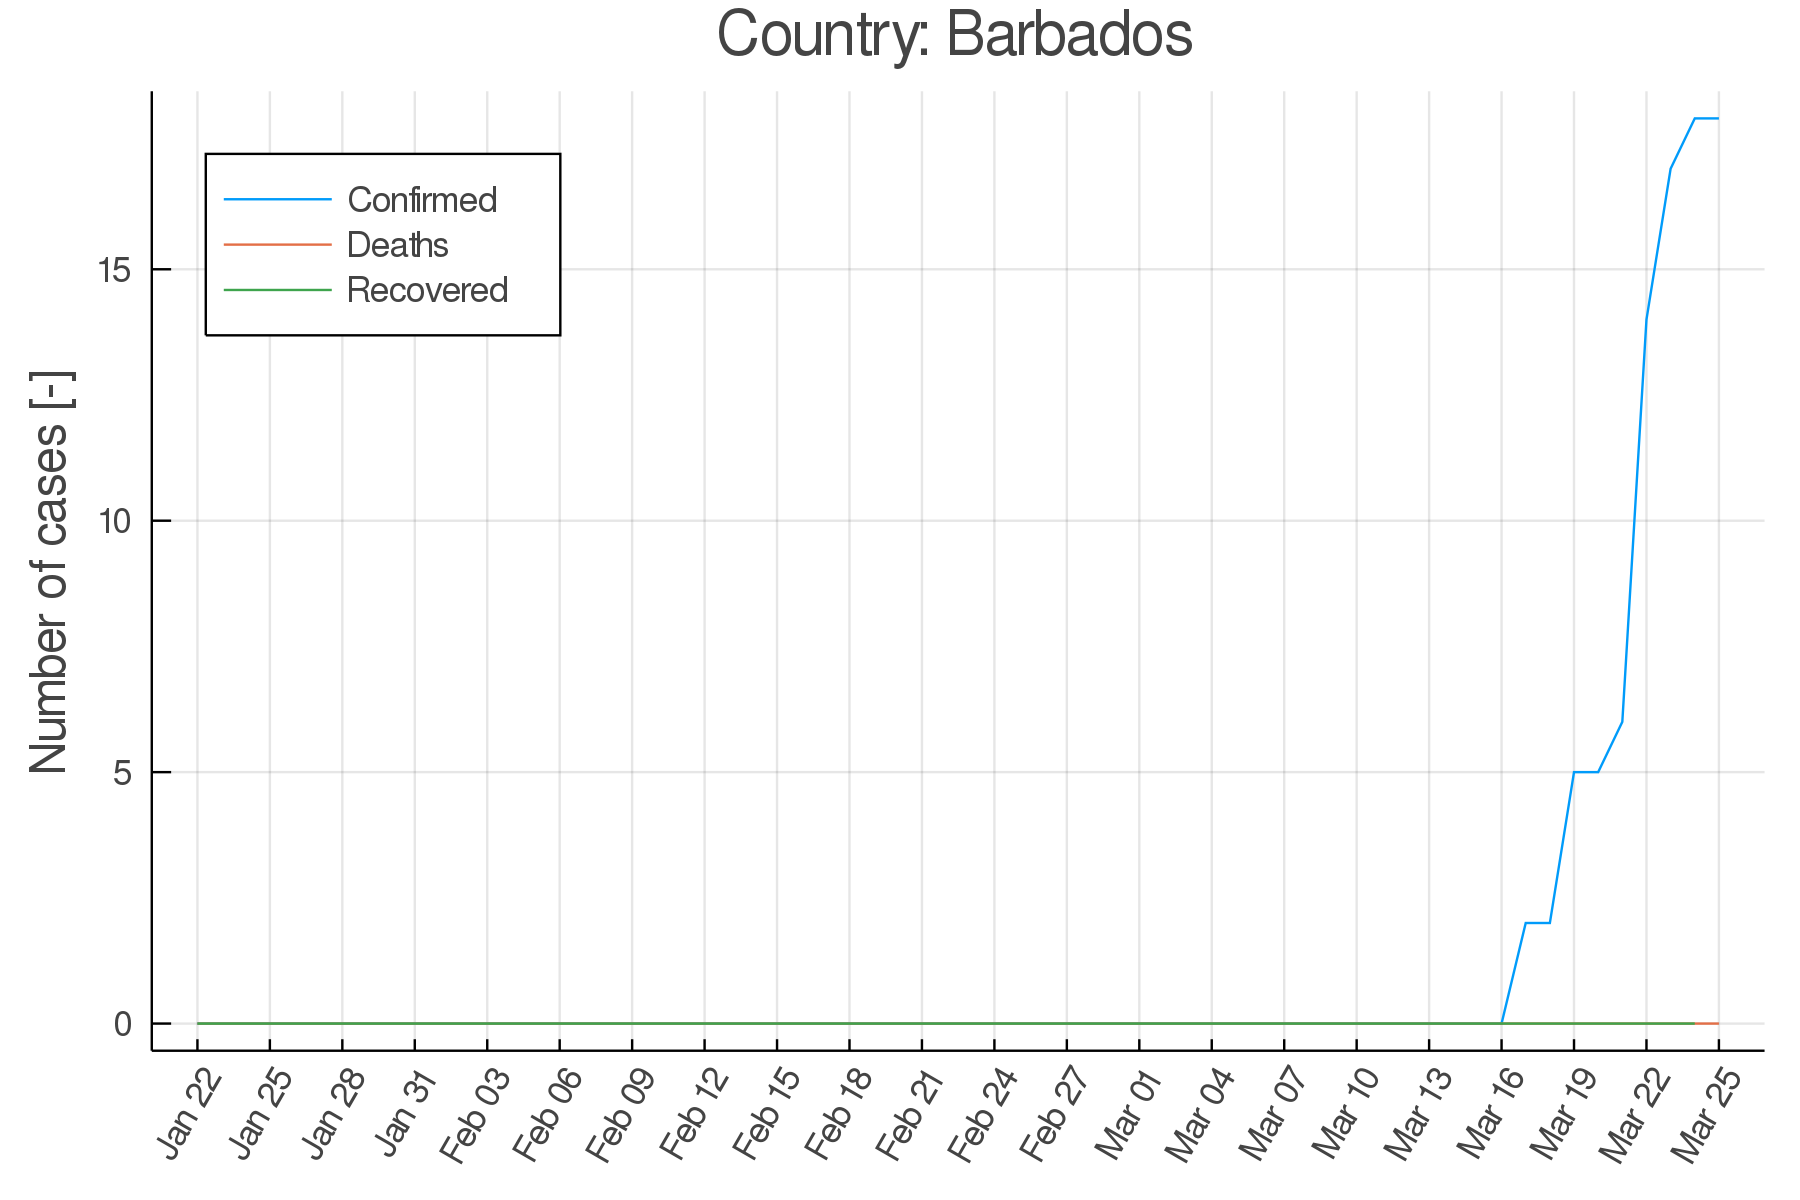 Country: Barbados
Confirmed
Deaths
Recovered
Number of cases [-]
15
10
5
0
Jan 22
Jan 25
Jan 28
Jan 31
Feb 03
Feb 06
Feb 09
Feb 12
Feb 15
Feb 18
Feb 21
Feb 24
Feb 27
Mar 01
Mar 04
Mar 07
Mar 10
Mar 13
Mar 16
Mar 19
Mar 22
Mar 25